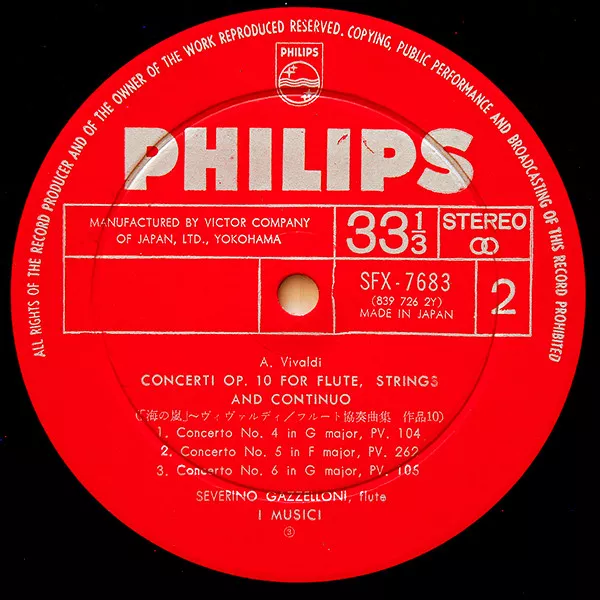 ALL RIGHTS OF THE RECORD PRODUCER AND OF THE OWNER OF THE WORK REPRODUCED RESERVED. COPYING, PUBLIC PERFORMANCE AND BROADCASTING OF THIS RECORD PROHIBITED
PHILIPS
PHILIPS
MANUFACTURED BY VICTOR COMPANY
OF JAPAN, LTD., YOKOHAMA
33 1/3
STEREO
SFX-7683
(839 726 2Y)
MADE IN JAPAN
2
A. Vivaldi
CONCERTI OP. 10 FOR FLUTE, STRINGS
AND CONTINUO
(「海の嵐」~ヴィヴァルディ/フルート協奏曲集 作品10)
1. Concerto No. 4 in G major, PV. 104
2. Concerto No. 5 in F major, PV. 262
3. Concerto No. 6 in G major, PV. 105
SEVERINO GAZZELLONI, flute
I MUSICI
③